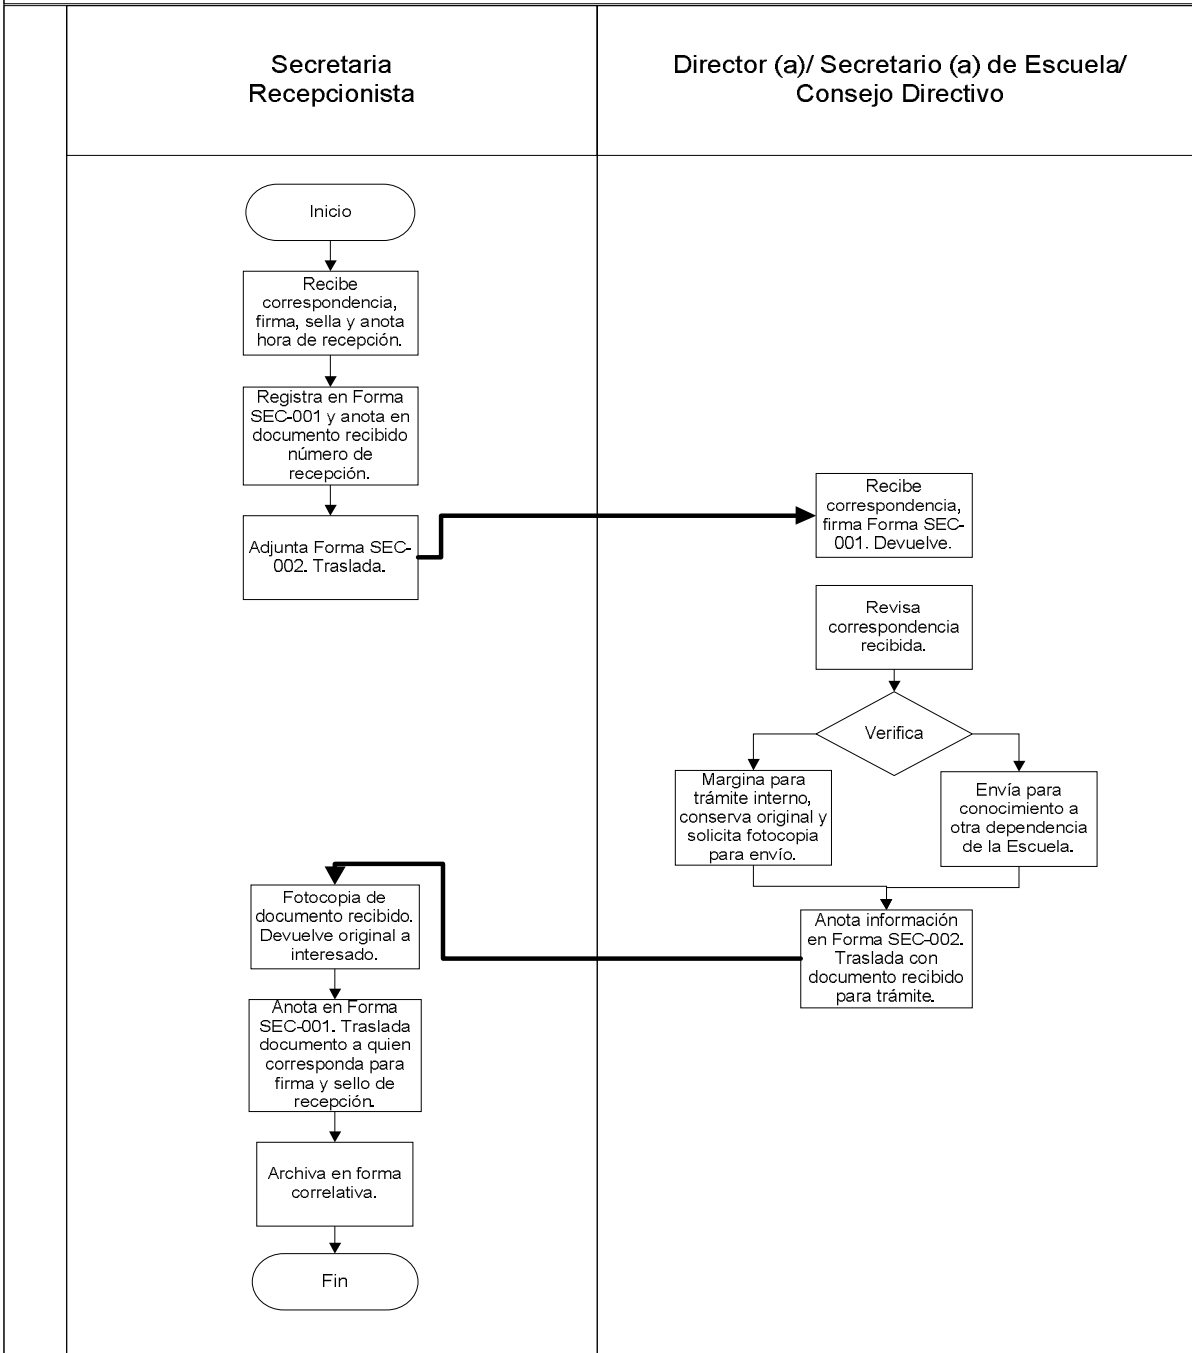 Secretaria
Recepcionista
Director (a)/ Secretario (a) de Escuela/
Consejo Directivo
Inicio
Recibe
correspondencia,
firma, sella y anota
hora de recepción.
Registra en Forma
SEC-001 y anota en
documento recibido
número de
recepción.
Adjunta Forma SEC-
002. Traslada.
Recibe
correspondencia,
firma Forma SEC-
001. Devuelve.
Revisa
correspondencia
recibida.
Verifica
Margina para
trámite interno,
conserva original y
solicita fotocopia
para envío.
Envía para
conocimiento a
otra dependencia
de la Escuela.
Anota información
en Forma SEC-002.
Traslada con
documento recibido
para trámite.
Fotocopia de
documento recibido.
Devuelve original a
interesado.
Anota en Forma
SEC-001. Traslada
documento a quien
corresponda para
firma y sello de
recepción.
Archiva en forma
correlativa.
Fin